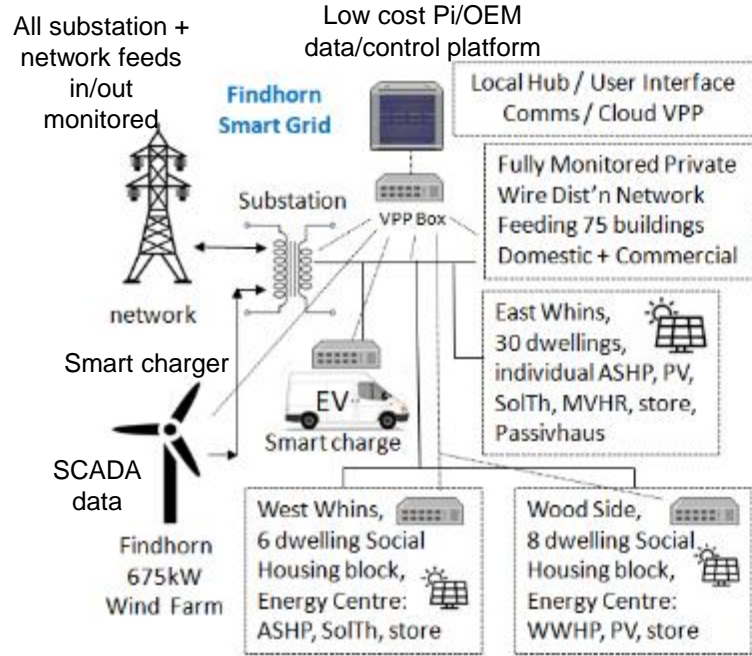 All substation +
network feeds
in/out
monitored
Low cost Pi/OEM
data/control platform
Findhorn
Smart Grid
Local Hub / User Interface
Comms / Cloud VPP
Substation
VPP Box
Fully Monitored Private
Wire Dist'n Network
Feeding 75 buildings
Domestic + Commercial
network
East Whins,
30 dwellings,
individual ASHP, PV,
SolTh, MVHR, store,
Passivhaus
Smart charger
EV
Smart charge
SCADA
data
Findhorn
675kW
Wind Farm
West Whins,
6 dwelling Social
Housing block,
Energy Centre:
ASHP, SolTh, store
Wood Side,
8 dwelling Social
Housing block,
Energy Centre:
WWHP, PV, store